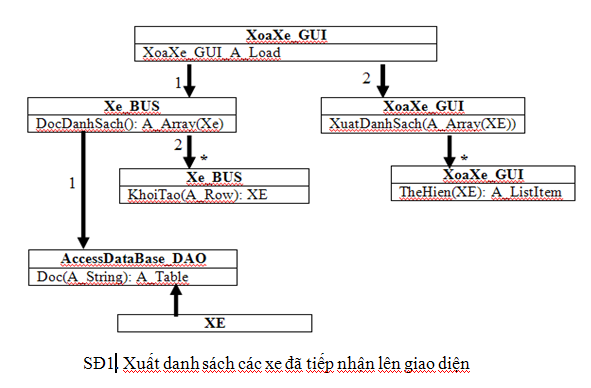 XoaXe_GUI
XoaXe_GUI_A_Load
1
2
Xe_BUS
DocDanhSach(): A_Array(Xe)
XoaXe_GUI
XuatDanhSach(A_Array(XE))
1
2
*
*
Xe_BUS
KhoiTao(A_Row): XE
XoaXe_GUI
TheHien(XE): A_ListItem
AccessDataBase_DAO
Doc(A_String): A_Table
XE
SĐ1. Xuất danh sách các xe đã tiếp nhận lên giao diện